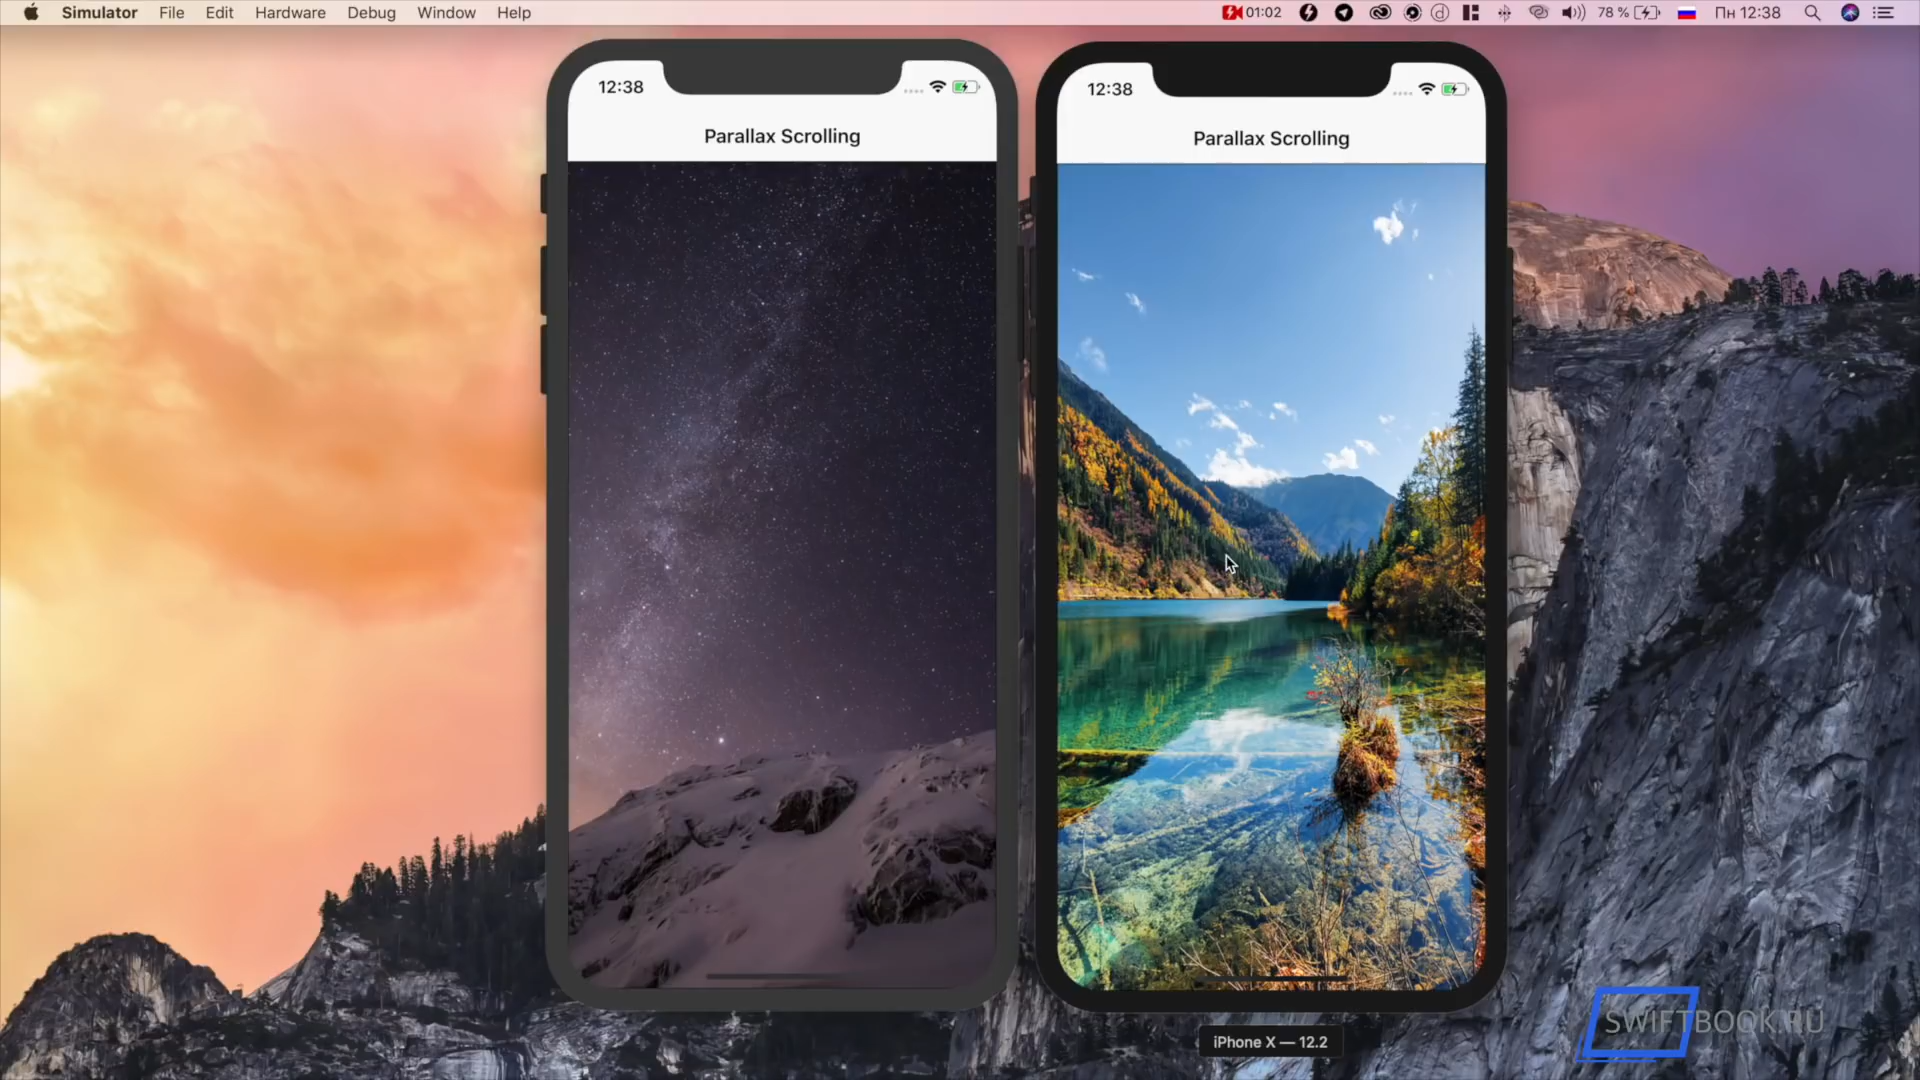 Simulator File Edit Hardware Debug Window Help
01:02 78 % Пн 12:38
12:38
Parallax Scrolling
12:38
Parallax Scrolling
iPhone X — 12.2
SWIFTBOOK.RU